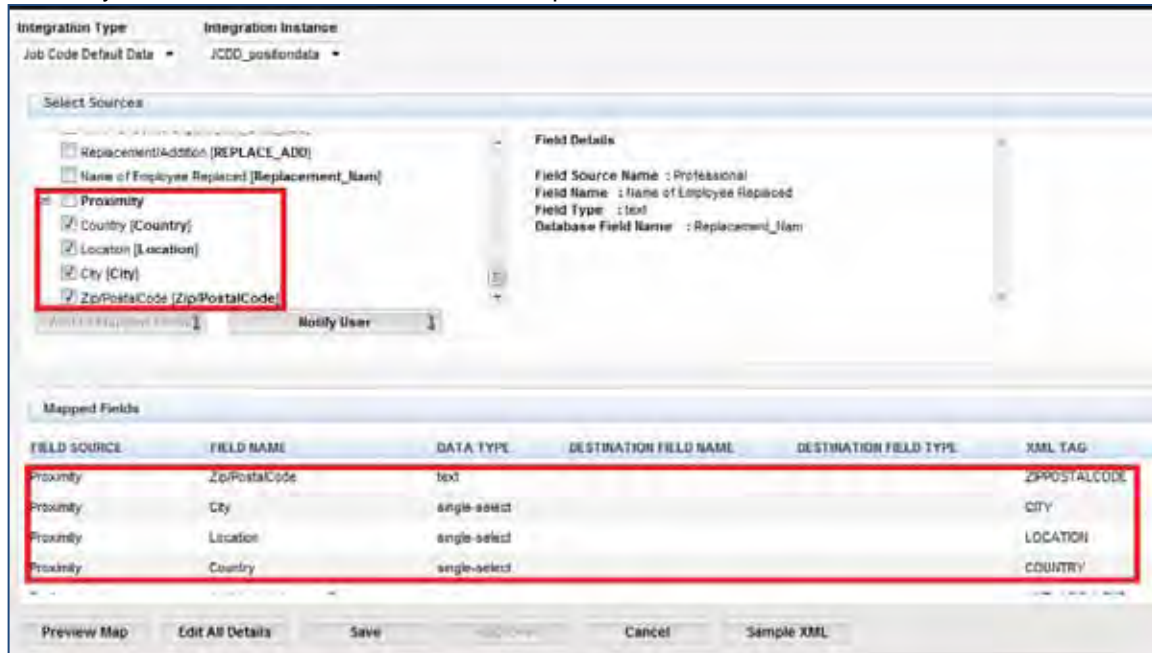 Integration Type Integration Instance
Job Code Default Data JCDD_positiondata
Select Sources
Replacement/Addition [REPLACE_ADD]
Name of Employee Replaced [Replacement_Nam]
Proximity
Country [Country]
Location [Location]
City [City]
Zip/PostalCode [Zip/PostalCode]
Field Details
Field Source Name : Professional
Field Name : Name of Employee Replaced
Field Type : text
Database Field Name : Replacement_Nam
Notify User
Mapped Fields
FIELD SOURCE FIELD NAME DATA TYPE DESTINATION FIELD NAME DESTINATION FIELD TYPE XML TAG
Proximity Zip/PostalCode text ZIPPOSTALCODE
Proximity City single-select CITY
Proximity Location single-select LOCATION
Proximity Country single-select COUNTRY
Preview Map Edit All Details Save Cancel Sample XML